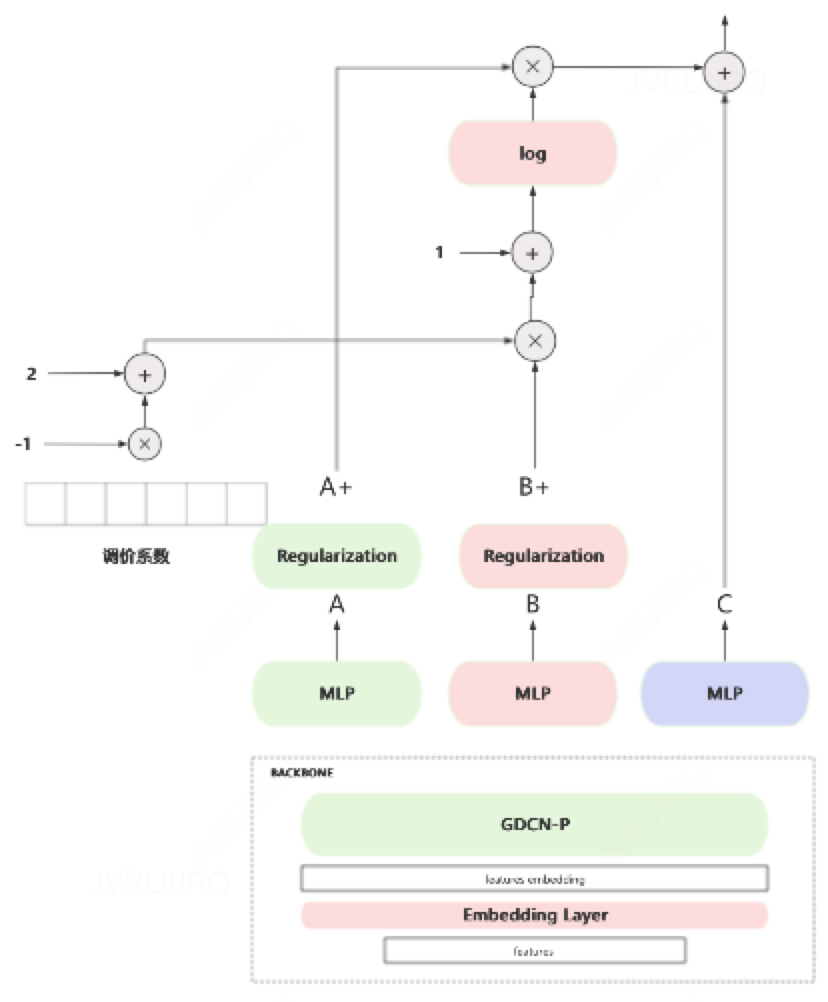 ×
+
log
1
+
2
+
×
-1
×
A+
B+
调价系数
Regularization
Regularization
A
B
C
MLP
MLP
MLP
BACKBONE
GDCN-P
features embedding
Embedding Layer
features
JVRUtiRQ